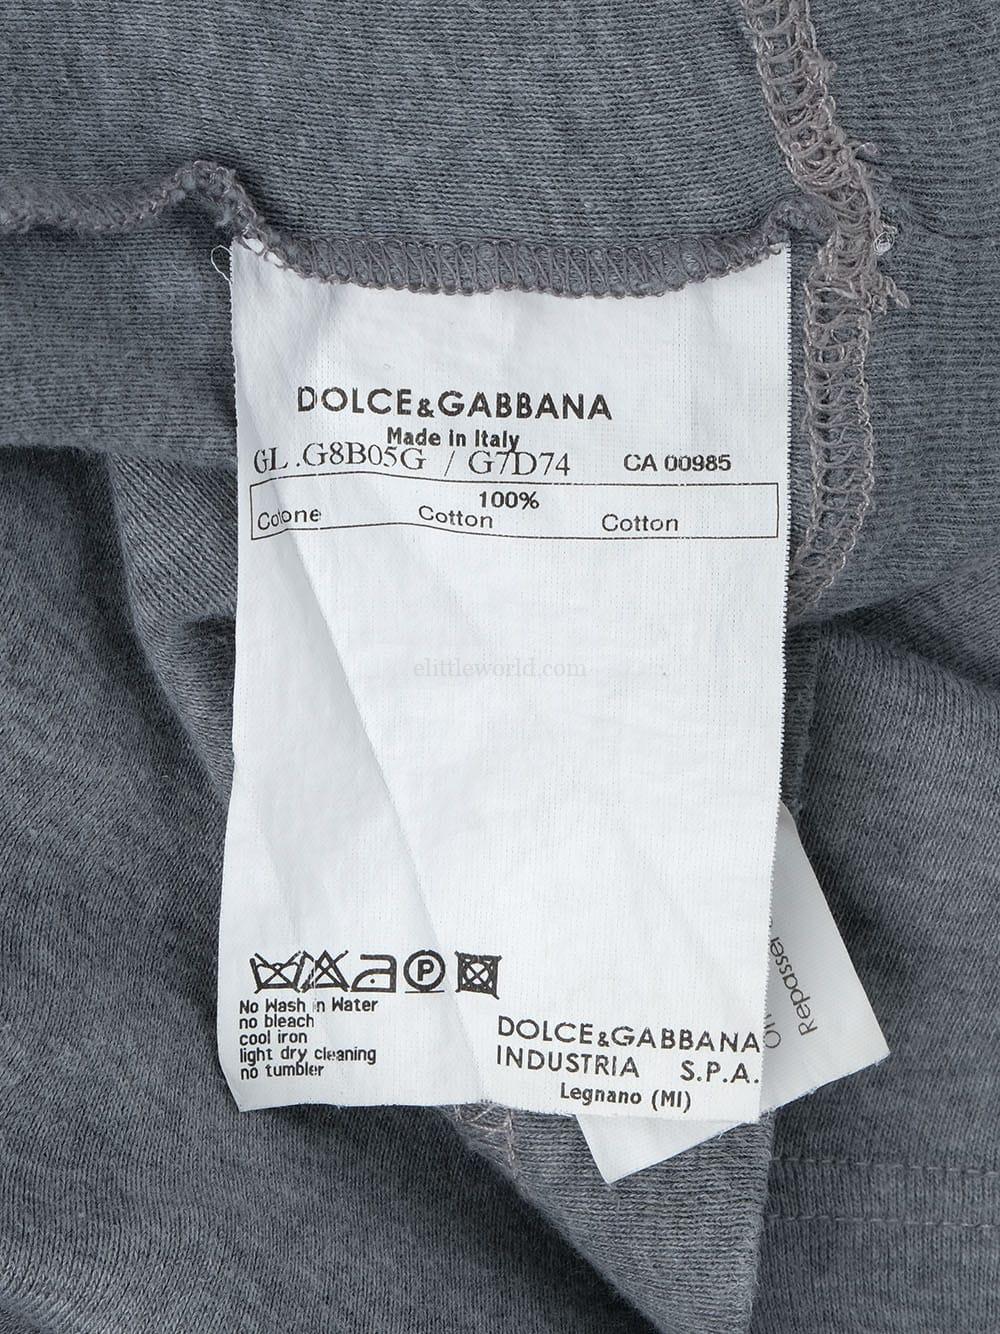 DOLCE&GABBANA
Made in Italy
GL .G8B05G / G7D74 CA 00985
100%
Cotone Cotton Cotton
elittleworld.com
P
No Wash in Water
no bleach
cool iron
light dry cleaning
no tumbler
DOLCE&GABBANA
INDUSTRIA S.P.A.
Legnano (MI)
Repasser